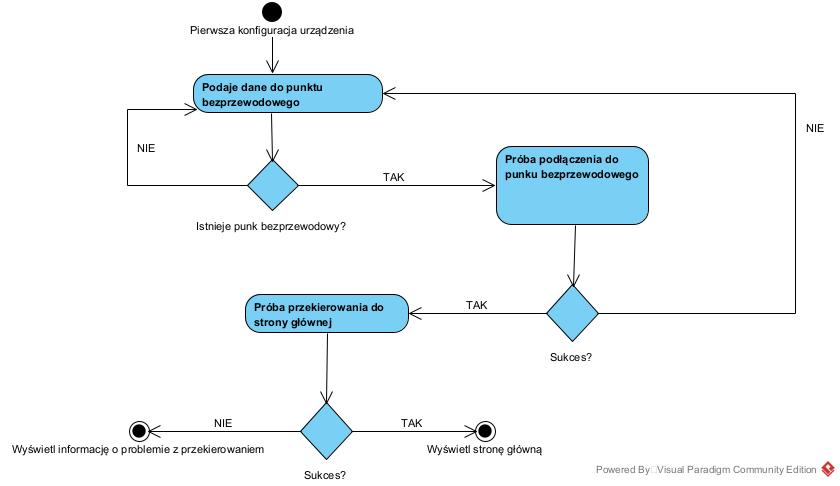 Pierwsza konfiguracja urządzenia
Podaje dane do punktu
bezprzewodowego
NIE
NIE
TAK
Próba podłączenia do
punku bezprzewodowego
Istnieje punk bezprzewodowy?
Próba przekierowania do
strony głównej
TAK
Sukces?
NIE
TAK
Wyświetl informację o problemie z przekierowaniem
Wyświetl stronę główną
Sukces?
Powered By Visual Paradigm Community Edition